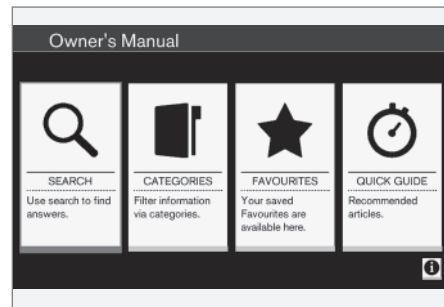 Owner's Manual
SEARCH
Use search to find
answers.
CATEGORIES
Filter information
via categories.
FAVOURITES
Your saved
Favourites are
available here.
QUICK GUIDE
Recommended
articles.